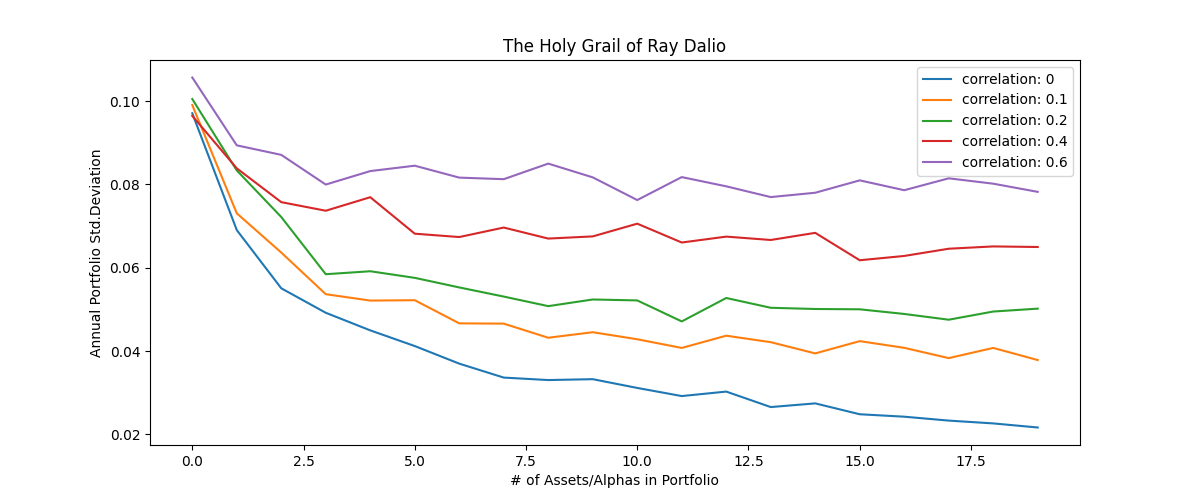 The Holy Grail of Ray Dalio
correlation: 0
correlation: 0.1
correlation: 0.2
correlation: 0.4
correlation: 0.6
Annual Portfolio Std.Deviation
0.10
0.08
0.06
0.04
0.02
0.0 2.5 5.0 7.5 10.0 12.5 15.0 17.5
# of Assets/Alphas in Portfolio